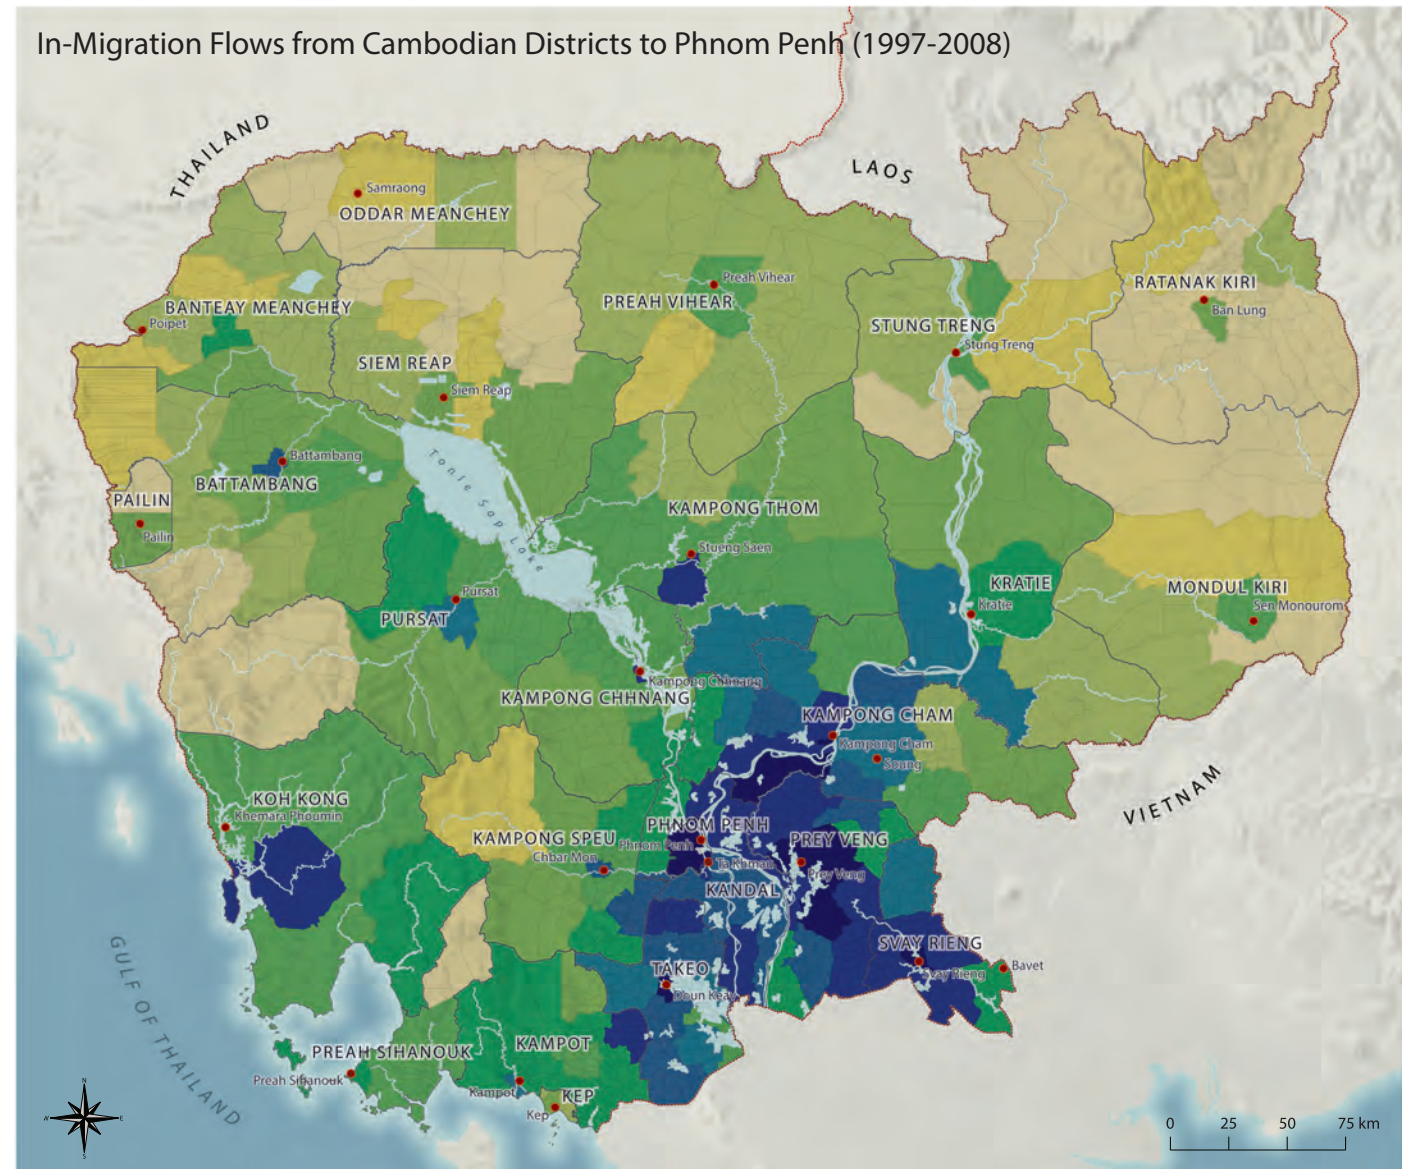 In-Migration Flows from Cambodian Districts to Phnom Penh (1997-2008)
THAILAND
LAOS
Samraong
ODDAR MEANCHEY
Preah Vihear
PREAH VIHEAR
RATANAK KIRI
Ban Lung
BANTEAY MEANCHEY
Poipet
STUNG TRENG
Stung Treng
SIEM REAP
Siem Reap
Battambang
BATTAMBANG
Tonle Sap Lake
PAILIN
Pailin
KAMPONG THOM
Stueng Saen
KRATIE
Kratie
MONDUL KIRI
Sen Monourom
Pursat
PURSAT
Kampong Chhnang
KAMPONG CHHNANG
KAMPONG CHAM
Kampong Cham
Soung
VIETNAM
KOH KONG
Khemara Phoumin
PHNOM PENH
Phnom Penh
KAMPONG SPEU
Chbar Mon
Ta Khmau
PREY VENG
Prey Veng
KANDAL
SVAY RIENG
Svay Rieng
Bavet
TAKEO
Doun Keav
GULF OF THAILAND
KAMPOT
PREAH SIHANOUK
Preah Sihanouk
Kampot
KEP
Kep
N
W
E
S
0 25 50 75 km